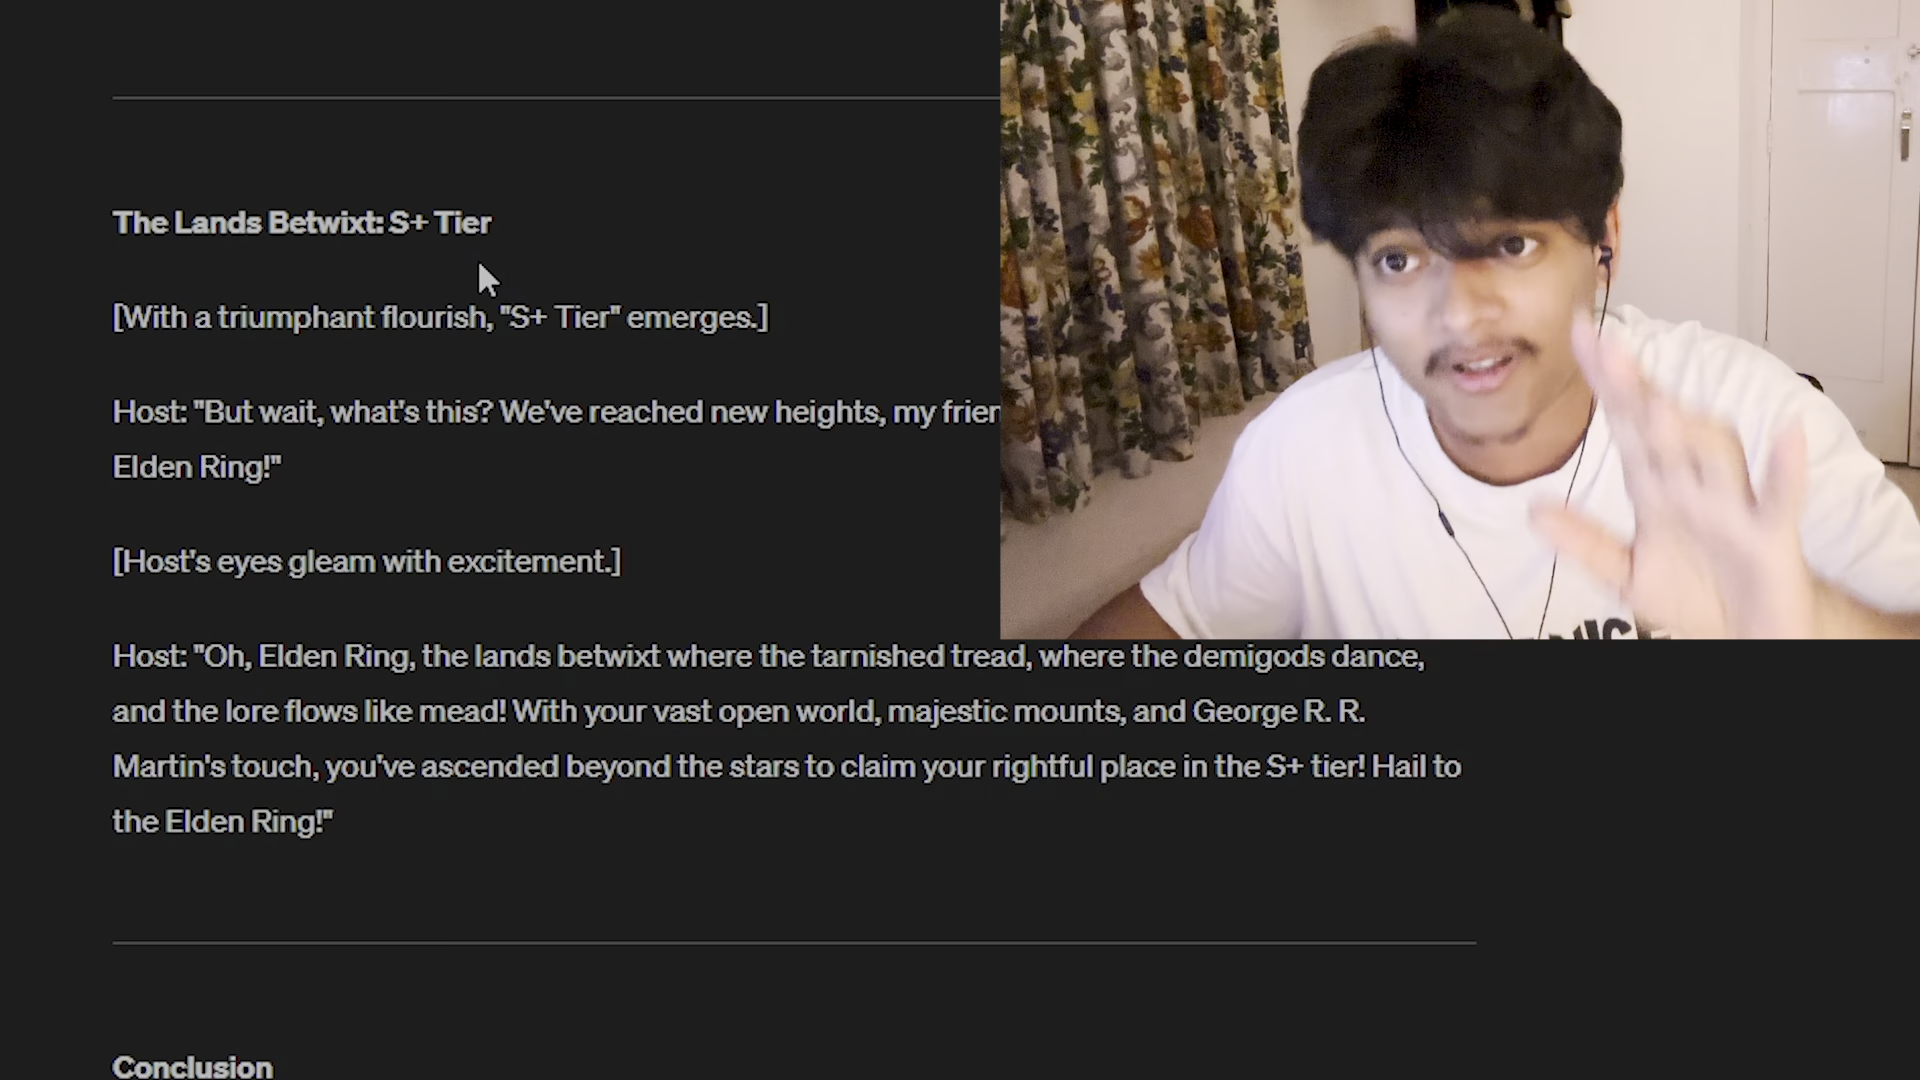 The Lands Betwixt: S+ Tier
[With a triumphant flourish, "S+ Tier" emerges.]
Host: "But wait, what's this? We've reached new heights, my
Elden Ring!"
[Host's eyes gleam with excitement.]
Host: "Oh, Elden Ring, the lands betwixt where the tarnished tread, where the demigods dance,
and the lore flows like mead! With your vast open world, majestic mounts, and George R. R.
Martin's touch, you've ascended beyond the stars to claim your rightful place in the S+ tier! Hail to
the Elden Ring!"
Conclusion